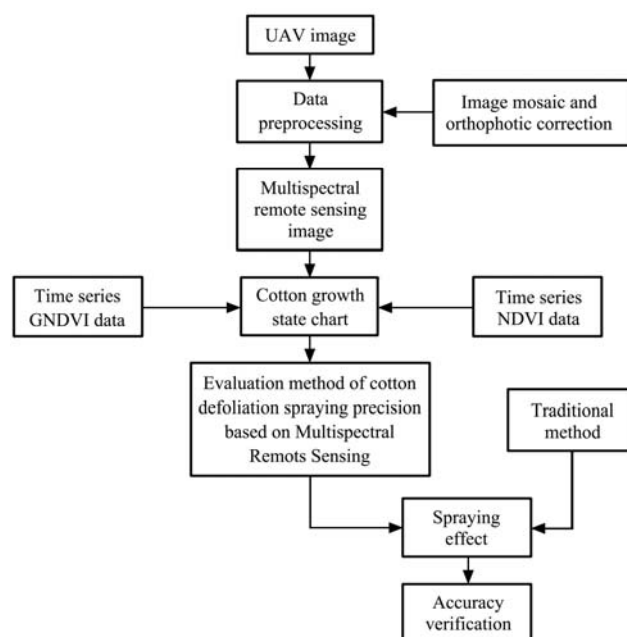 UAV image
Data
preprocessing
Image mosaic and
orthophotic correction
Multispectral
remote sensing
image
Time series
GNDVI data
Cotton growth
state chart
Time series
NDVI data
Evaluation method of cotton
defoliation spraying precision
based on Multispectral
Remots Sensing
Traditional
method
Spraying
effect
Accuracy
verification